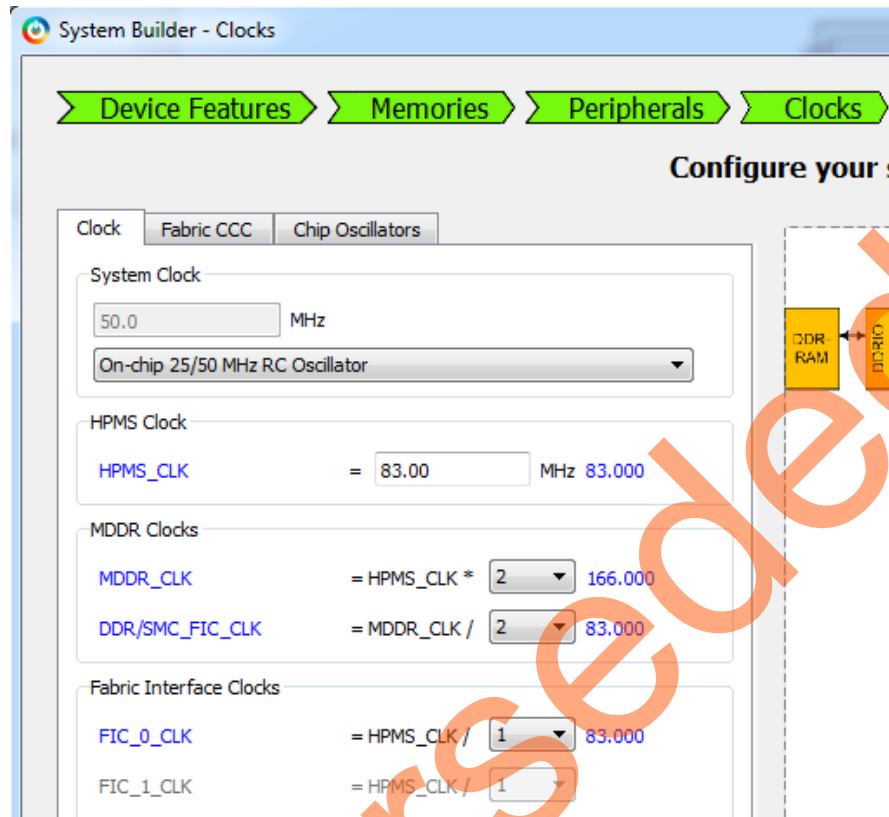 System Builder - Clocks
Device Features Memories Peripherals Clocks
Configure your
Clock Fabric CCC Chip Oscillators
System Clock
50.0 MHz
On-chip 25/50 MHz RC Oscillator
HPMS Clock
HPMS_CLK = 83.00 MHz 83.000
MDDR Clocks
MDDR_CLK = HPMS_CLK * 2 166.000
DDR/SMC_FIC_CLK = MDDR_CLK / 2 83.000
Fabric Interface Clocks
FIC_0_CLK = HPMS_CLK / 1 83.000
FIC_1_CLK = HPMS_CLK / 1
DDR-
RAM
DDRIO